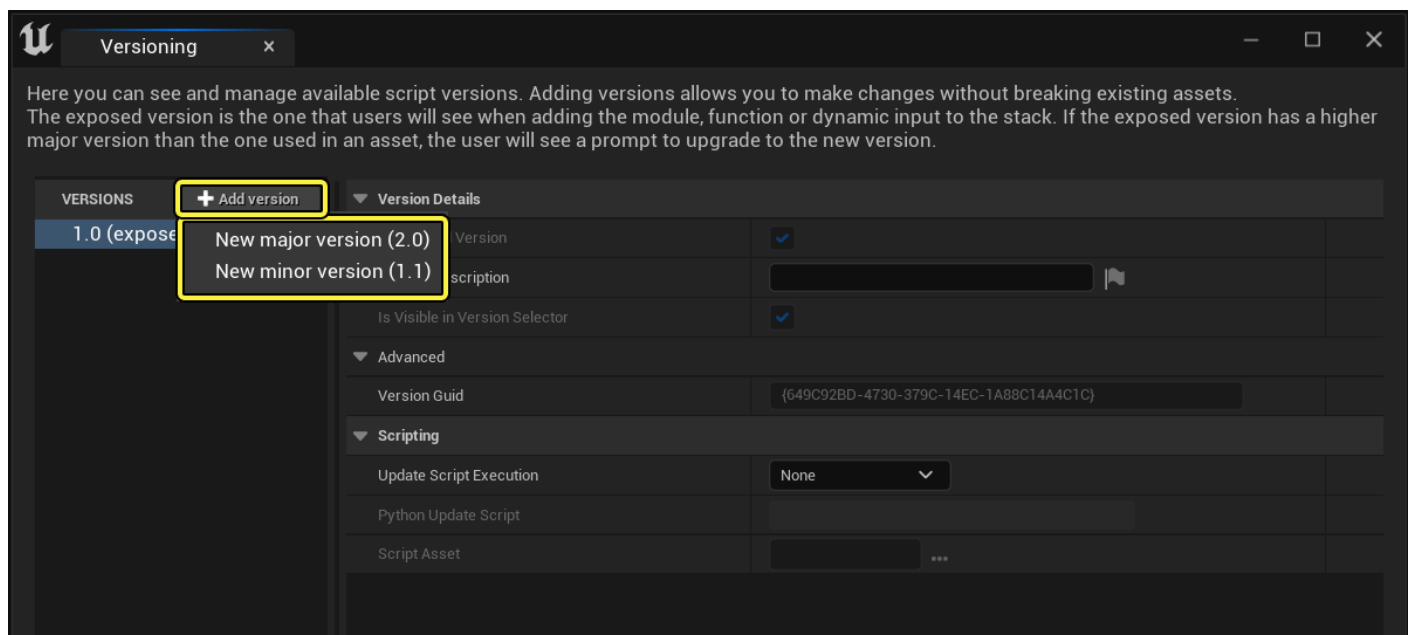 Versioning
Here you can see and manage available script versions. Adding versions allows you to make changes without breaking existing assets.
The exposed version is the one that users will see when adding the module, function or dynamic input to the stack. If the exposed version has a higher
major version than the one used in an asset, the user will see a prompt to upgrade to the new version.
VERSIONS Add version Version Details
1.0 (expose New major version (2.0) Version
New minor version (1.1) scription
Is Visible in Version Selector
Advanced
Version Guid {649C92BD-4730-379C-14EC-1A88C14A4C1C}
Scripting
Update Script Execution None
Python Update Script
Script Asset